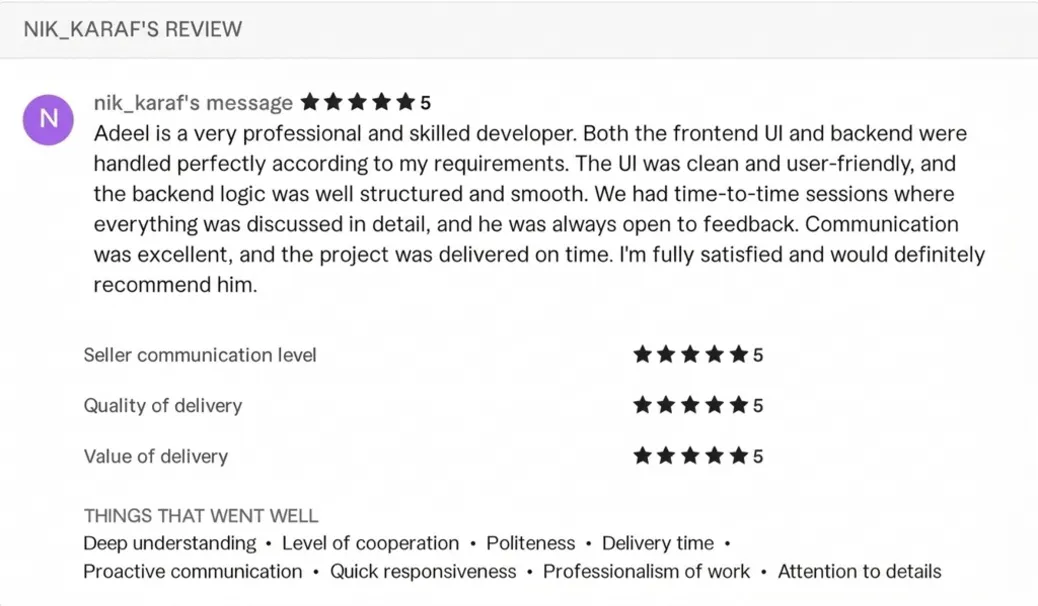 NIK_KARAF'S REVIEW
N
nik_karaf's message ★★★★★ 5
Adeel is a very professional and skilled developer. Both the frontend UI and backend were
handled perfectly according to my requirements. The UI was clean and user-friendly, and
the backend logic was well structured and smooth. We had time-to-time sessions where
everything was discussed in detail, and he was always open to feedback. Communication
was excellent, and the project was delivered on time. I'm fully satisfied and would definitely
recommend him.
Seller communication level ★★★★★ 5
Quality of delivery ★★★★★ 5
Value of delivery ★★★★★ 5
THINGS THAT WENT WELL
Deep understanding • Level of cooperation • Politeness • Delivery time •
Proactive communication • Quick responsiveness • Professionalism of work • Attention to details